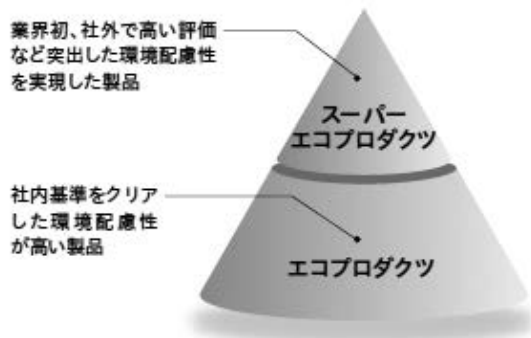 業界初、社外で高い評価
など突出した環境配慮性
を実現した製品
スーパー
エコプロダクツ
社内基準をクリア
した環境配慮性
が高い製品
エコプロダクツ